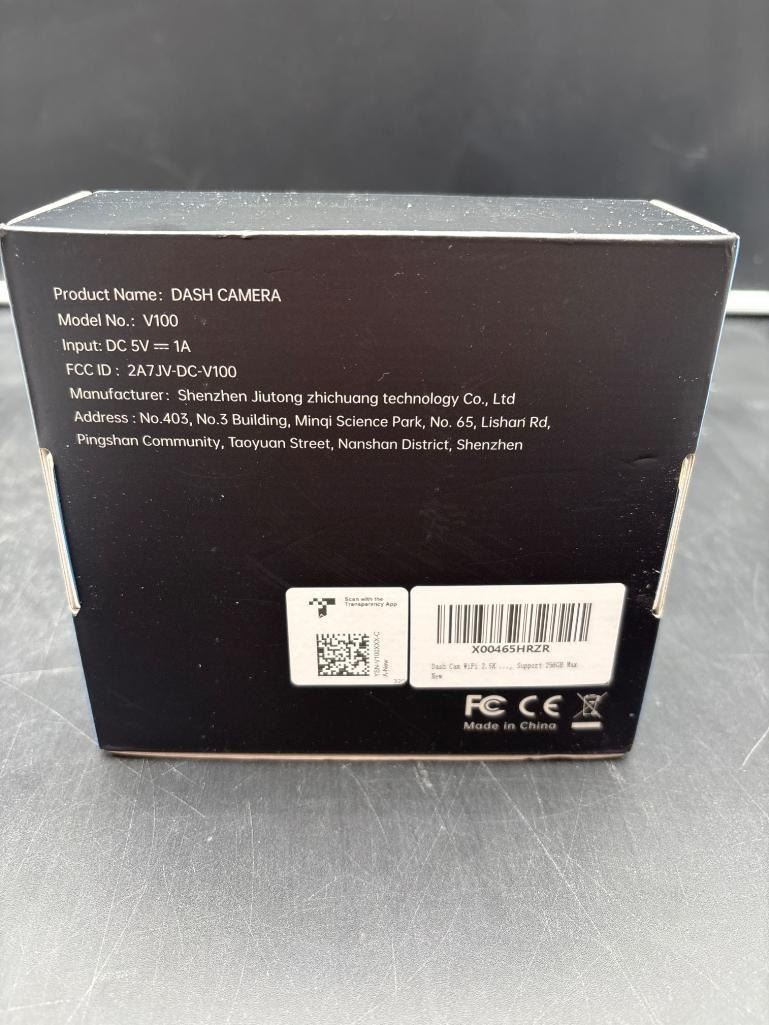 Product Name: DASH CAMERA
Model No.: V100
Input: DC 5V ⎓ 1A
FCC ID : 2A7JV-DC-V100
Manufacturer: Shenzhen Jiutong zhichuang technology Co., Ltd
Address : No.403, No.3 Building, Minqi Science Park, No. 65, Lishan Rd,
Pingshan Community, Taoyuan Street, Nanshan District, Shenzhen
Scan with the
Transparency App
X-New
X00465HRZR
Dash Cam WiFi 2.5K ..., Support 256GB Max
New
FC CE
Made in China